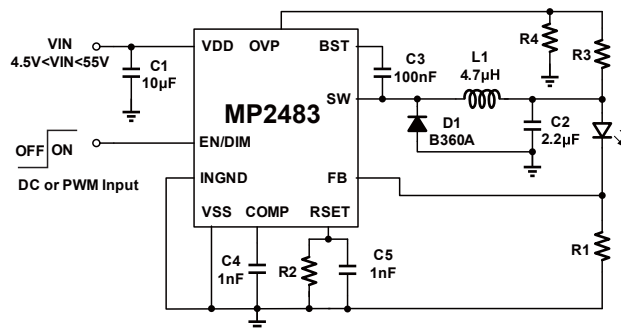 VIN
4.5V<VIN<55V
C1
10µF
VDD
OVP
BST
C3
100nF
L1
4.7µH
R4
R3
SW
MP2483
D1
B360A
C2
2.2µF
OFF
ON
EN/DIM
DC or PWM Input
INGND
FB
VSS
COMP
RSET
C4
1nF
R2
C5
1nF
R1